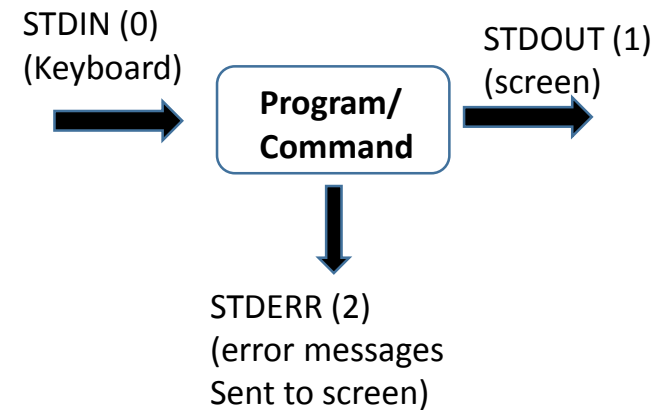 STDIN (0)
(Keyboard)
STDOUT (1)
(screen)
Program/
Command
STDERR (2)
(error messages
Sent to screen)